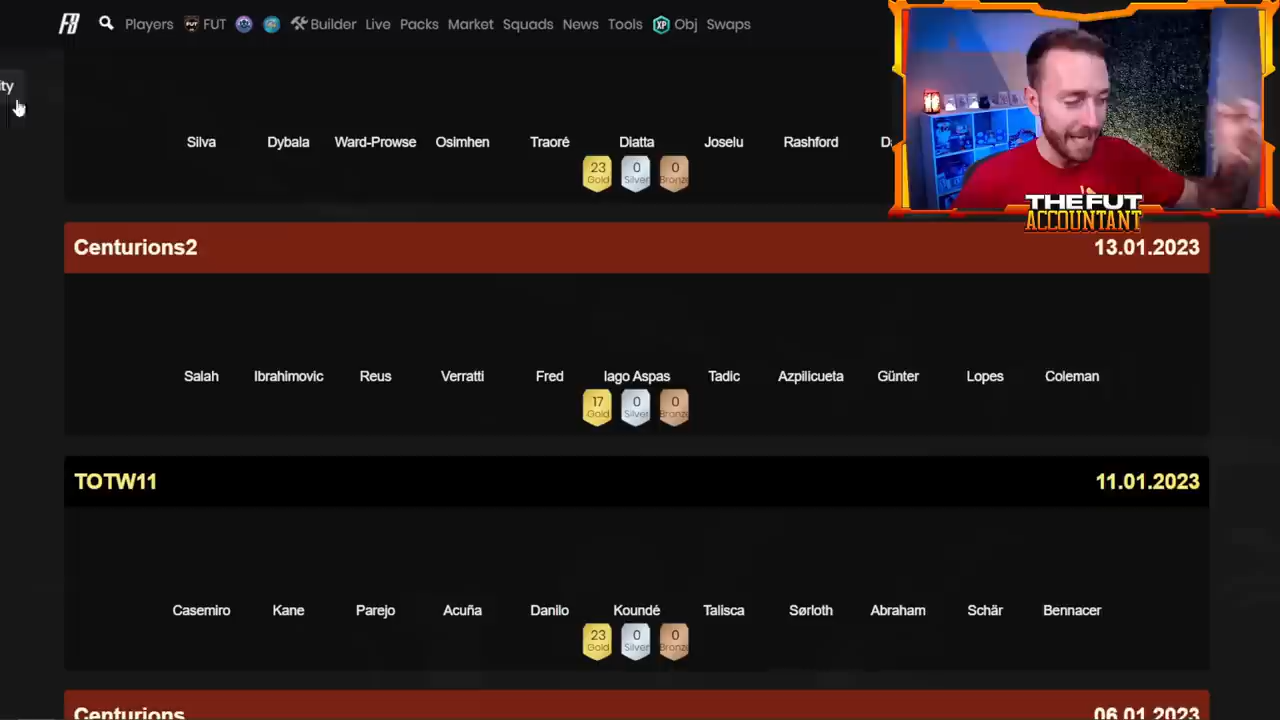 FB Players FUT Builder Live Packs Market Squads News Tools XP Obj Swaps
ity
Silva Dybala Ward-Prowse Osimhen Traoré Diatta Joselu Rashford
23 0 0
Gold Silver Bronze
THE FUT
ACCOUNTANT
Centurions2 13.01.2023
Salah Ibrahimovic Reus Verratti Fred Iago Aspas Tadic Azpilicueta Günter Lopes Coleman
17 0 0
Gold Silver Bronze
TOTW11 11.01.2023
Casemiro Kane Parejo Acuña Danilo Koundé Talisca Sørloth Abraham Schär Bennacer
23 0 0
Gold Silver Bronze
Centurions 06.01.2023